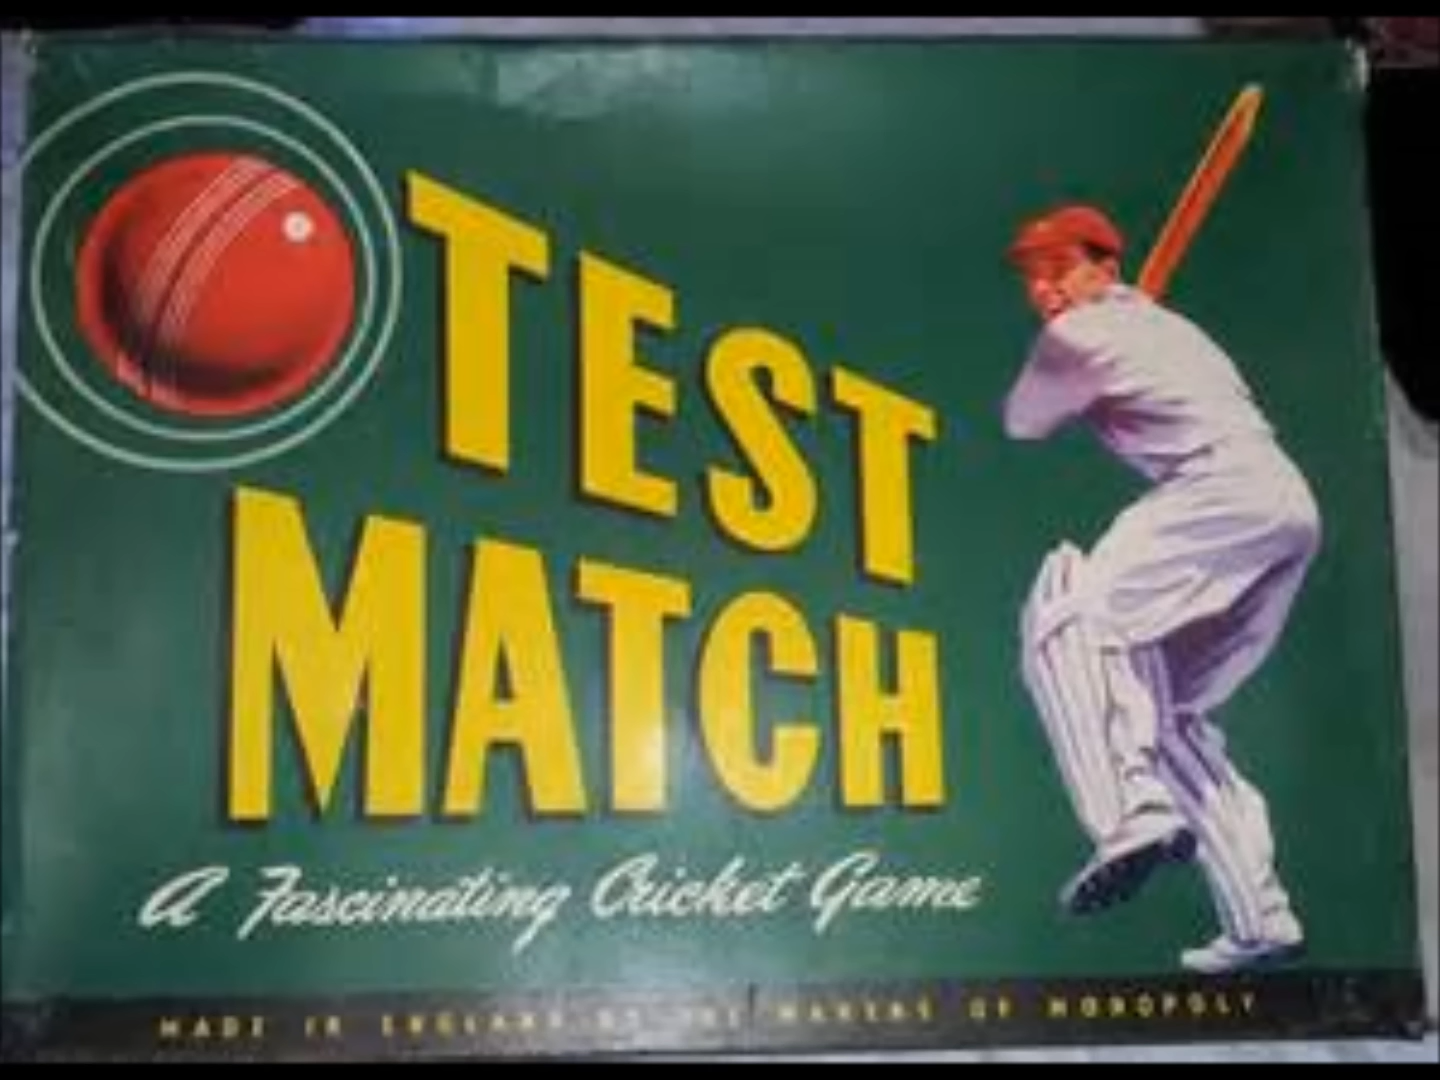 TEST
MATCH
A Fascinating Cricket Game
MADE IN ENGLAND BY THE MAKERS OF MONOPOLY